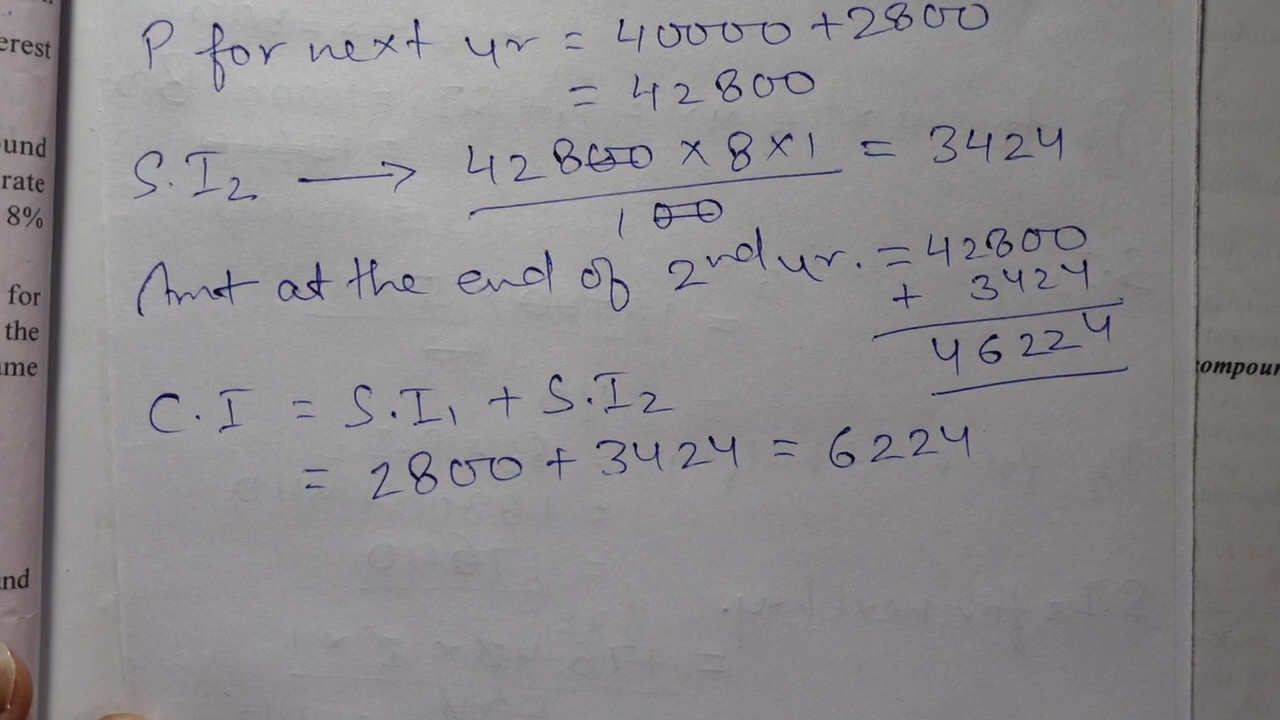 erest
und
rate
8%
for
the
me
nd
P for next yr = 40000 + 2800
= 42800
S.I2 → 42800 × 8 × 1 = 3424
100
Amt at the end of 2nd yr. = 42800
+ 3424
46224
C.I = S.I1 + S.I2
= 2800 + 3424 = 6224
ompour